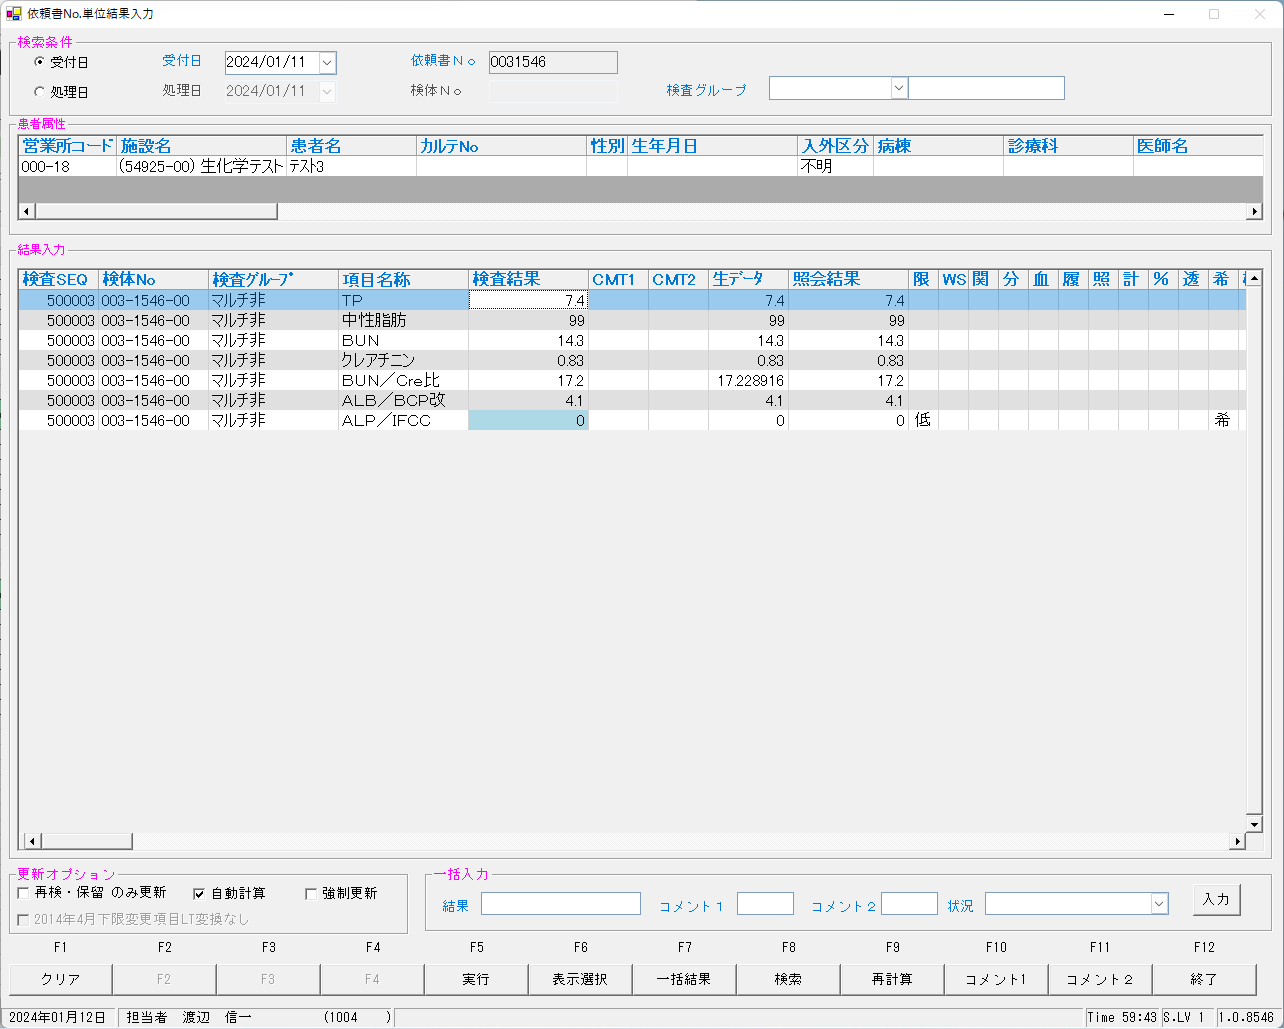 依頼書No.単位結果入力
検索条件
受付日 受付日 2024/01/11 依頼書Ｎｏ 0031546
処理日 処理日 2024/01/11 検体Ｎｏ 検査グループ
患者属性
営業所コード 施設名 患者名 カルテNo 性別 生年月日 入外区分 病棟 診療科 医師名
000-18 (54925-00) 生化学テスト ﾃｽﾄ3 不明
結果入力
検査SEQ 検体No 検査ｸﾞﾙｰﾌﾟ 項目名称 検査結果 CMT1 CMT2 生ﾃﾞｰﾀ 照会結果 限 WS 関 分 血 履 照 計 % 透 希
500003 003-1546-00 マルチ非 ＴＰ 7.4 7.4 7.4
500003 003-1546-00 マルチ非 中性脂肪 99 99 99
500003 003-1546-00 マルチ非 ＢＵＮ 14.3 14.3 14.3
500003 003-1546-00 マルチ非 クレアチニン 0.83 0.83 0.83
500003 003-1546-00 マルチ非 ＢＵＮ／Ｃｒｅ比 17.2 17.228916 17.2
500003 003-1546-00 マルチ非 ＡＬＢ／ＢＣＰ改 4.1 4.1 4.1
500003 003-1546-00 マルチ非 ＡＬＰ／ＩＦＣＣ 0 0 0 低 希
更新オプション
再検・保留 のみ更新 自動計算 強制更新
2014年4月下限変更項目LT変換なし
一括入力
結果 コメント１ コメント２ 状況 入力
F1 F2 F3 F4 F5 F6 F7 F8 F9 F10 F11 F12
クリア F2 F3 F4 実行 表示選択 一括結果 検索 再計算 コメント1 コメント２ 終了
2024年01月12日 担当者 渡辺 信一 (1004 ) Time 59:43 S.LV 1 1.0.8546